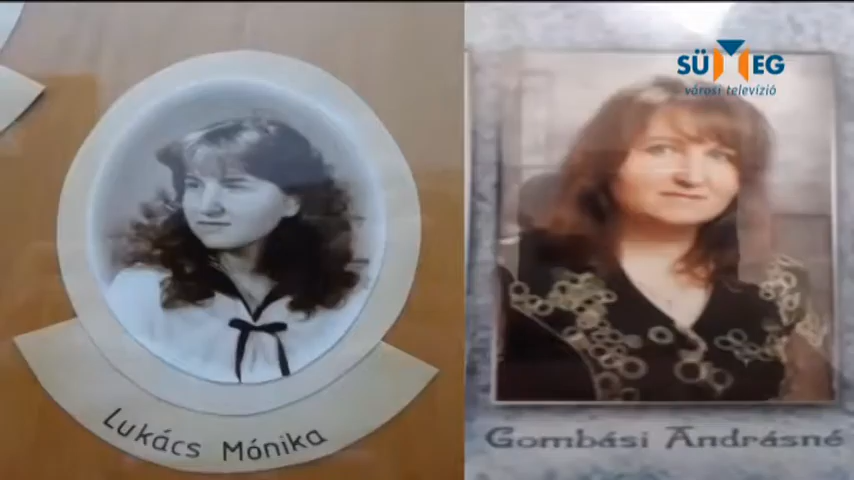 SÜMEG
városi televízió
Lukács Mónika
Gombási Andrásné